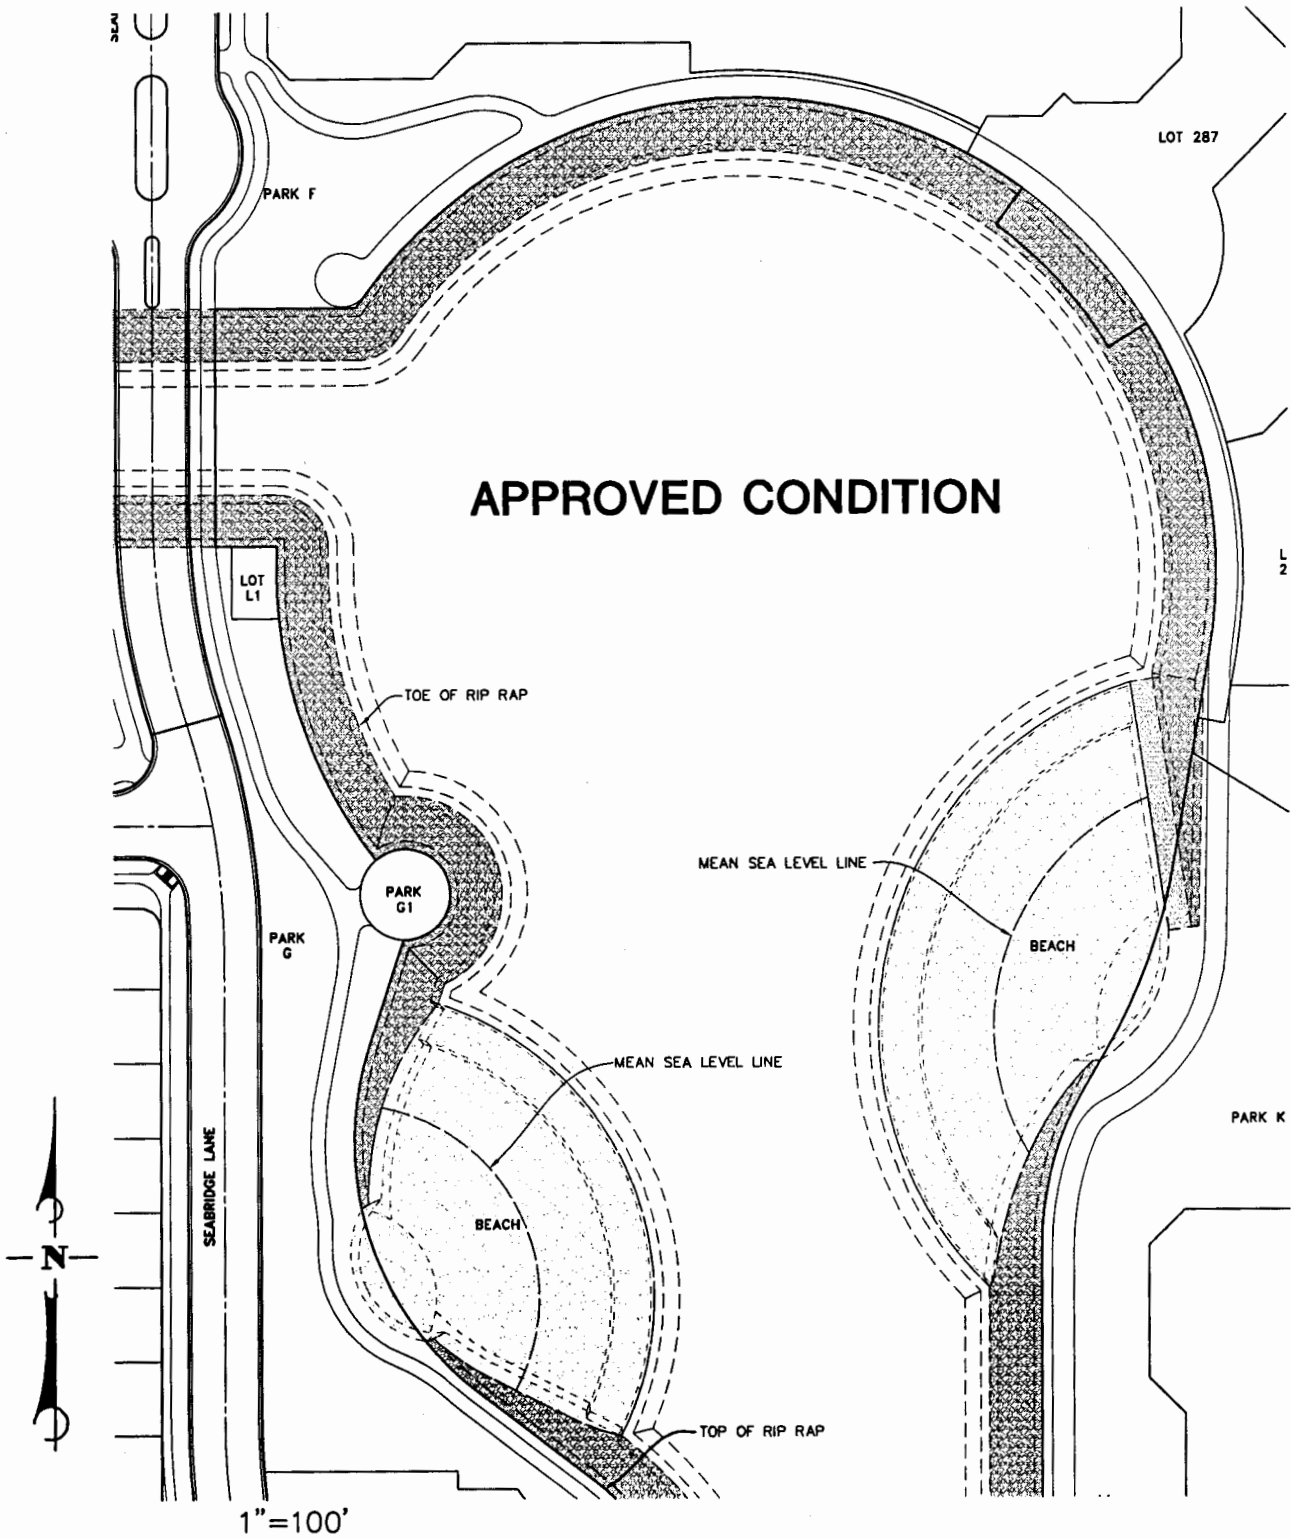 LOT 287
PARK F
APPROVED CONDITION
LOT
L1
L
2
TOE OF RIP RAP
MEAN SEA LEVEL LINE
PARK
G1
PARK
G
BEACH
MEAN SEA LEVEL LINE
PARK K
SEABRIDGE LANE
BEACH
N
TOP OF RIP RAP
1"=100'